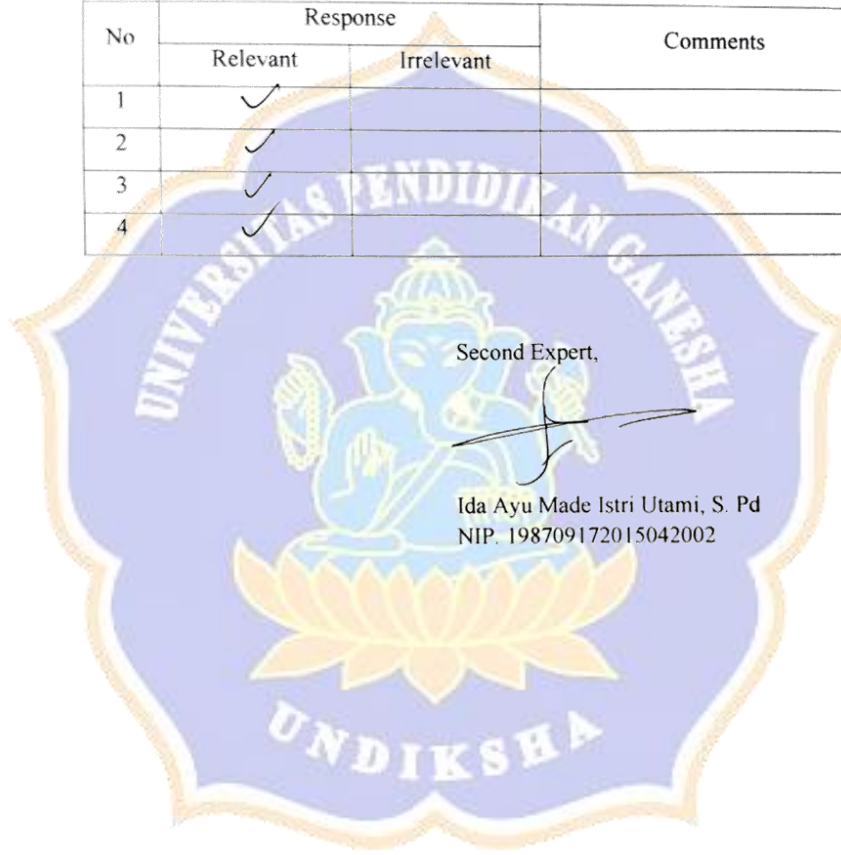 No Response Comments
Relevant Irrelevant
1 ✓
2 ✓
3 ✓
4 ✓
UNIVERSITAS PENDIDIKAN GANESHA
Second Expert,
Ida Ayu Made Istri Utami, S. Pd
NIP. 198709172015042002
UNDIKSHA